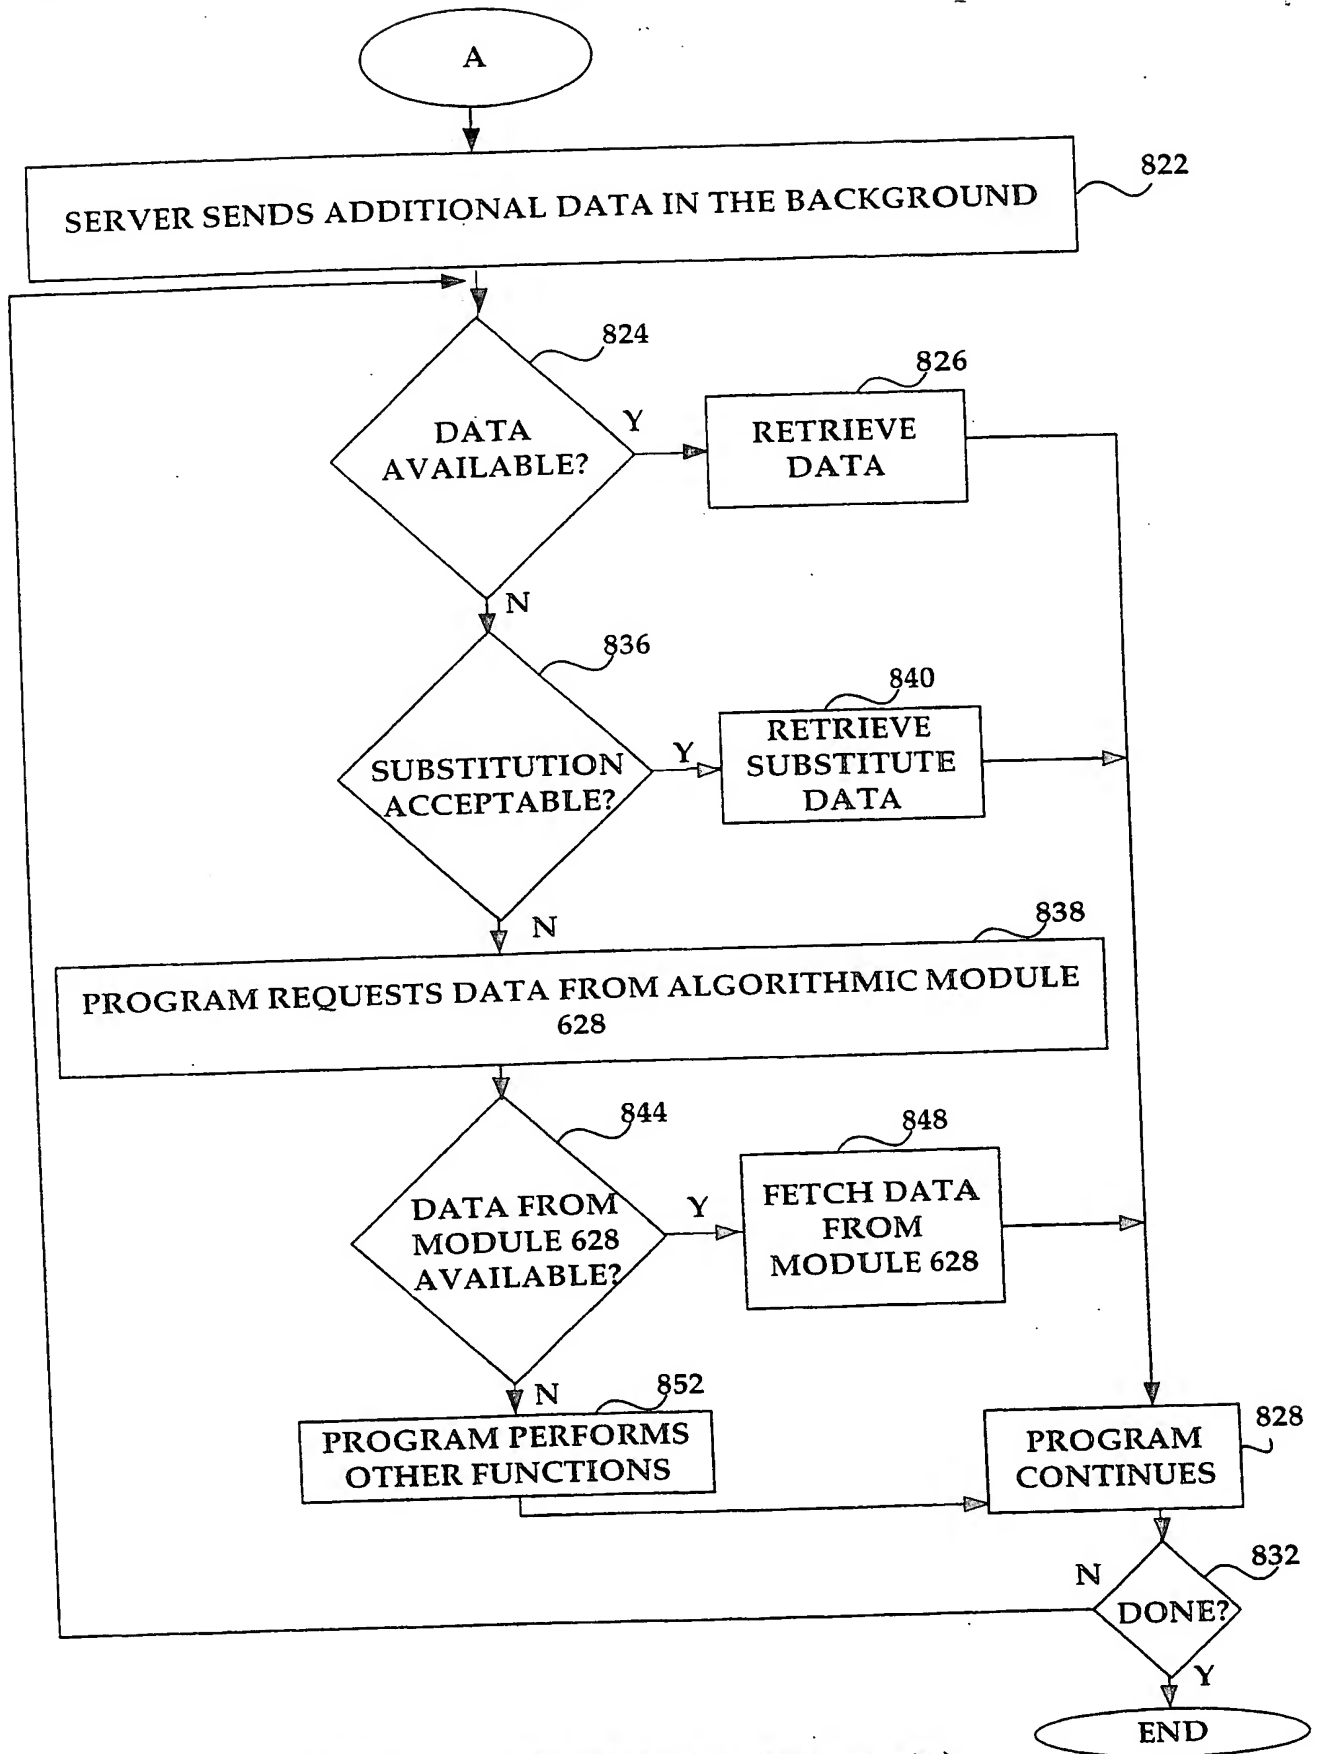 A
822
SERVER SENDS ADDITIONAL DATA IN THE BACKGROUND
824
826
Y
DATA
AVAILABLE?
RETRIEVE
DATA
N
836
840
SUBSTITUTION
ACCEPTABLE?
Y
RETRIEVE
SUBSTITUTE
DATA
N
838
PROGRAM REQUESTS DATA FROM ALGORITHMIC MODULE
628
844
848
DATA FROM
MODULE 628
AVAILABLE?
Y
FETCH DATA
FROM
MODULE 628
N
852
PROGRAM PERFORMS
OTHER FUNCTIONS
828
PROGRAM
CONTINUES
N
832
DONE?
Y
END